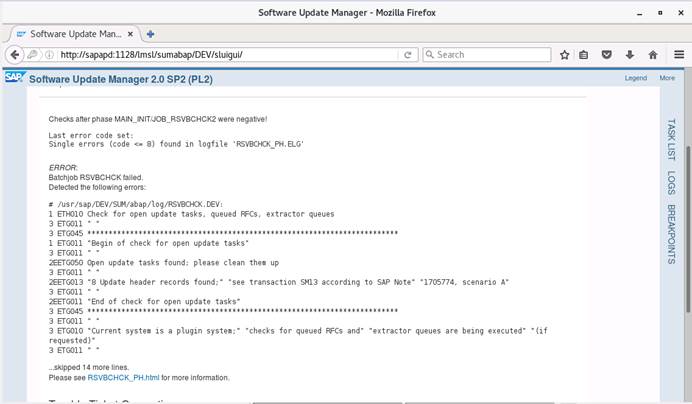 Software Update Manager - Mozilla Firefox
Software Update Man...
http://sapapd:1128/lmsl/sumabap/DEV/sluigui/
Search
SAP Software Update Manager 2.0 SP2 (PL2)
Legend More
Checks after phase MAIN_INIT/JOB_RSVBCHCK2 were negative!
Last error code set:
Single errors (code <= 8) found in logfile 'RSVBCHCK_PH.ELG'
ERROR:
Batchjob RSVBCHCK failed.
Detected the following errors:
# /usr/sap/DEV/SUM/abap/log/RSVBCHCK.DEV:
1 ETH010 Check for open update tasks, queued RFCs, extractor queues
3 ETG011 " "
3 ETG045 **************************************************************************
1 ETG011 "Begin of check for open update tasks"
3 ETG011 " "
2EETG050 Open update tasks found; please clean them up
3 ETG011 " "
2EETG013 "8 Update header records found;" "see transaction SM13 according to SAP Note" "1705774, scenario A"
3 ETG011 " "
2EETG011 "End of check for open update tasks"
3 ETG045 **************************************************************************
3 ETG011 " "
3 ETG010 "Current system is a plugin system;" "checks for queued RFCs and" "extractor queues are being executed" "(if
requested)"
3 ETG011 " "
...skipped 14 more lines.
Please see RSVBCHCK_PH.html for more information.
TASK LIST
LOGS
BREAKPOINTS